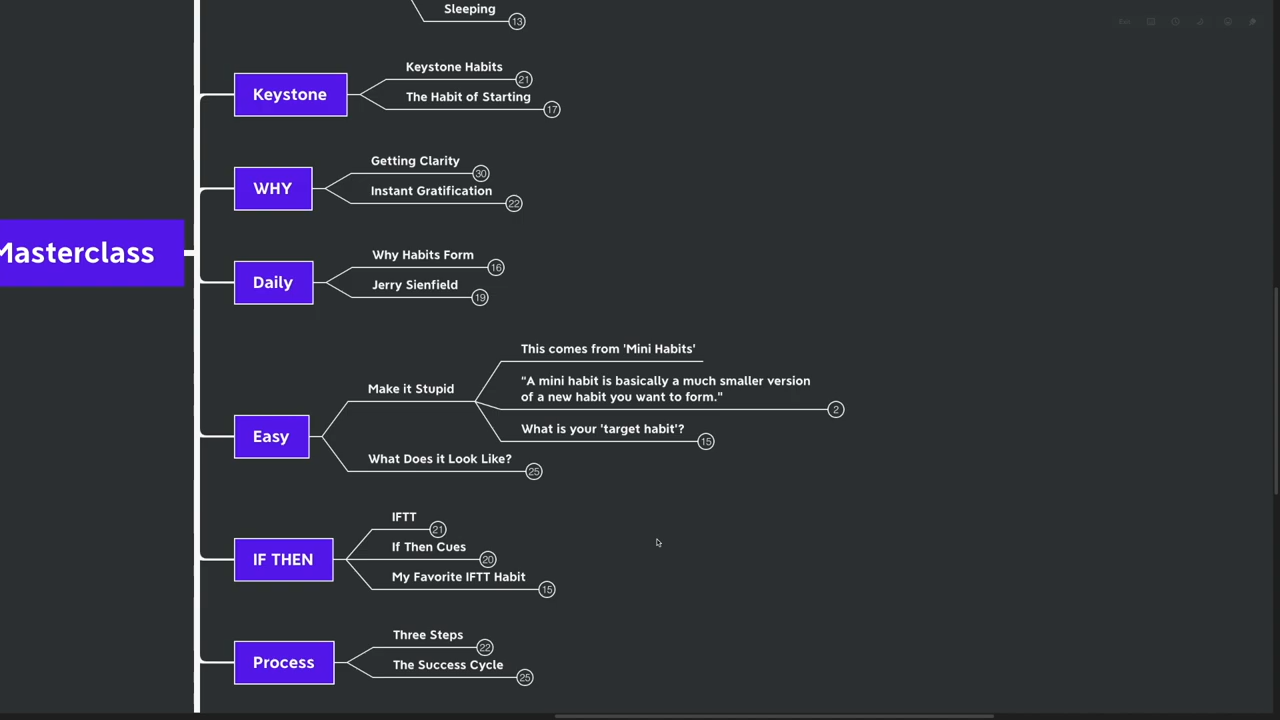 Sleeping
13
Keystone
Keystone Habits
21
The Habit of Starting
17
WHY
Getting Clarity
30
Instant Gratification
22
Masterclass
Daily
Why Habits Form
16
Jerry Sienfield
19
Easy
Make it Stupid
This comes from 'Mini Habits'
“A mini habit is basically a much smaller version
of a new habit you want to form."
2
What is your 'target habit'?
15
What Does it Look Like?
25
IF THEN
IFTT
21
If Then Cues
20
My Favorite IFTT Habit
15
Process
Three Steps
22
The Success Cycle
25